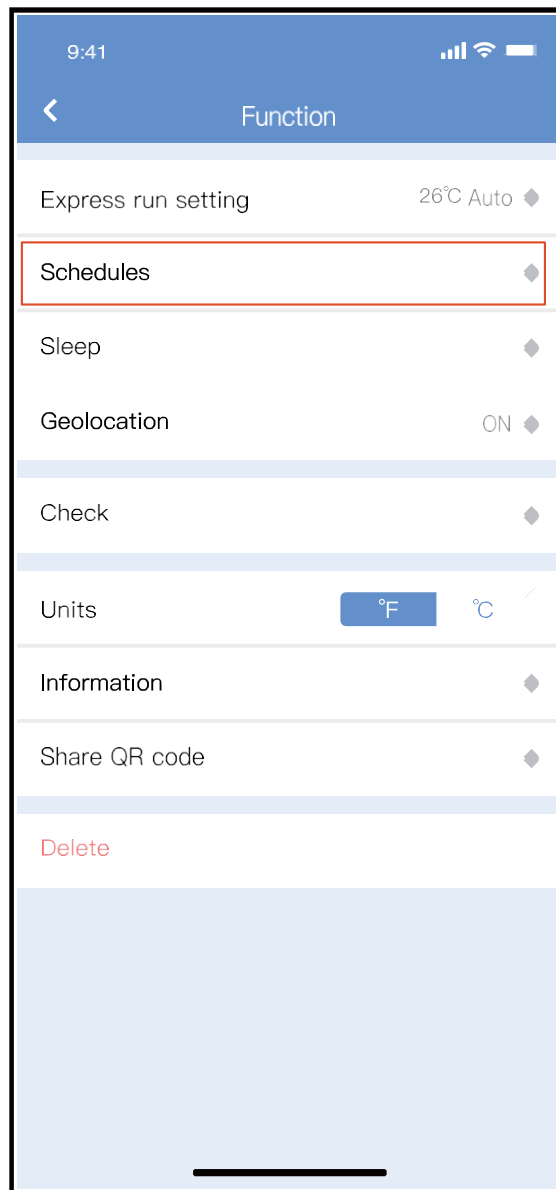 9:41
Function
Express run setting 26℃ Auto
Schedules
Sleep
Geolocation ON
Check
Units ℉ ℃
Information
Share QR code
Delete